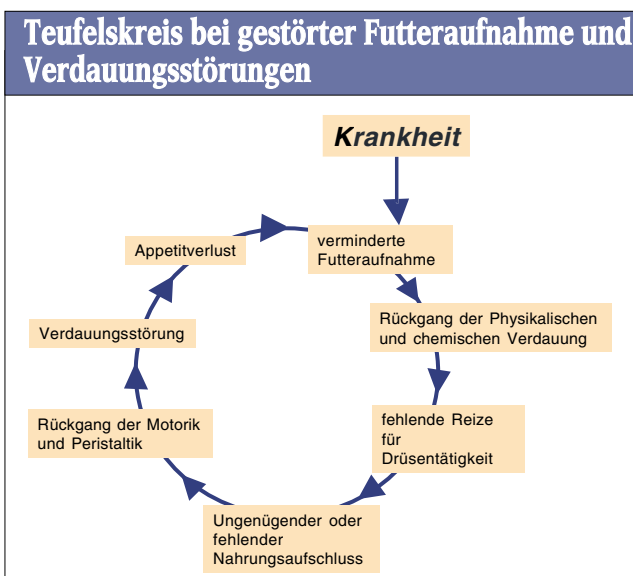 Teufelskreis bei gestörter Futteraufnahme und
Verdauungsstörungen
Krankheit
verminderte
Futteraufnahme
Rückgang der Physikalischen
und chemischen Verdauung
fehlende Reize
für
Drüsentätigkeit
Ungenügender oder
fehlender
Nahrungsaufschluss
Rückgang der Motorik
und Peristaltik
Verdauungsstörung
Appetitverlust